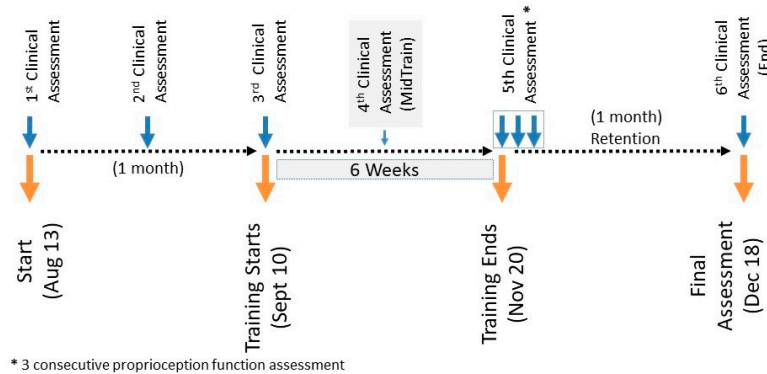 1st Clinical
Assessment
2nd Clinical
Assessment
3rd Clinical
Assessment
4th Clinical
Assessment
(MidTrain)
5th Clinical
Assessment *
6th Clinical
Assessment
(End)
(1 month)
6 Weeks
(1 month)
Retention
Start
(Aug 13)
Training Starts
(Sept 10)
Training Ends
(Nov 20)
Final
Assessment
(Dec 18)
* 3 consecutive proprioception function assessment